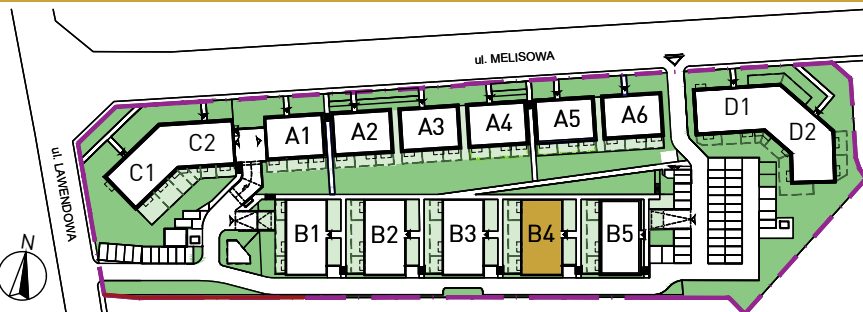 ul. MELISOWA
ul. LAWENDOWA
C1
C2
A1
A2
A3
A4
A5
A6
D1
D2
B1
B2
B3
B4
B5
N